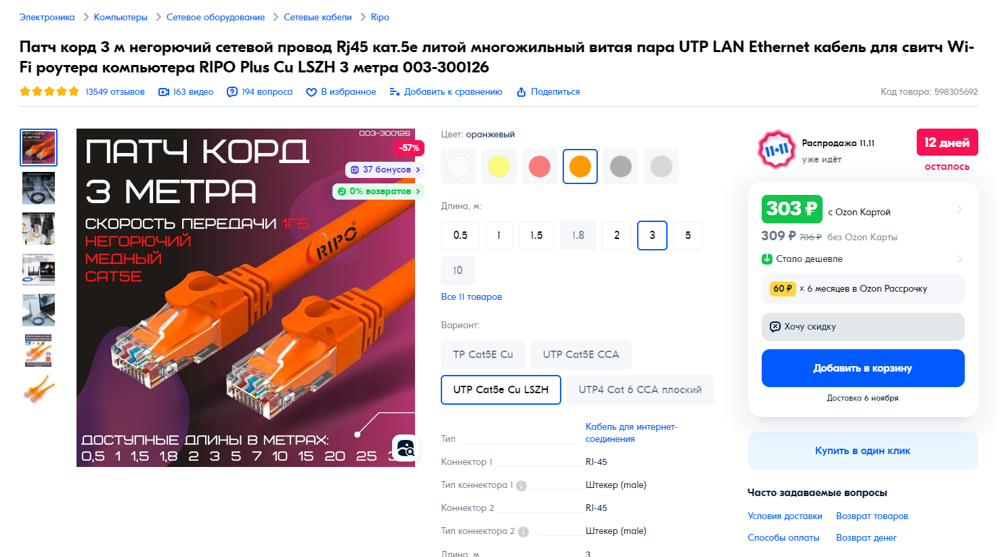 Электроника
Компьютеры
Сетевое оборудование
Сетевые кабели
Ripo
Патч корд 3 м негорючий сетевой провод Rj45 кат.5e литой многожильный витая пара UTP LAN Ethernet кабель для свитч Wi-
Fi роутера компьютера RIPO Plus Cu LSZH 3 метра 003-300126
13549 отзывов
163 видео
194 вопроса
В избранное
Добавить к сравнению
Поделиться
Код товара: 598305692
003-300126
ПАТЧ КОРД
-57%
37 бонусов
3 МЕТРА
0% возвратов
СКОРОСТЬ ПЕРЕДАЧИ 1ГБ
НЕГОРЮЧИЙ
МЕДНЫЙ
CAT5E
RIPO®
ДОСТУПНЫЕ ДЛИНЫ В МЕТРАХ:
0,5 1 1,5 1,8 2 3 5 7 10 15 20 25 3
Цвет: оранжевый
Длина, м:
0.5
1
1.5
1.8
2
3
5
10
Все 11 товаров
Вариант:
TP Cat5E Cu
UTP Cat5E CCA
UTP Cat5e Cu LSZH
UTP4 Cat 6 CCA плоский
Тип
Кабель для интернет-
соединения
Коннектор 1
RJ-45
Тип коннектора 1
Штекер (male)
Коннектор 2
RJ-45
Тип коннектора 2
Штекер (male)
Длина, м
3
11·11
Распродажа 11.11
уже идёт
12 дней
осталось
303 ₽ с Ozon Картой
309 ₽ 706 ₽ без Ozon Карты
Стало дешевле
60 ₽ × 6 месяцев в Ozon Рассрочку
Хочу скидку
Добавить в корзину
Доставка 6 ноября
Купить в один клик
Часто задаваемые вопросы
Условия доставки
Возврат товаров
Способы оплаты
Возврат денег